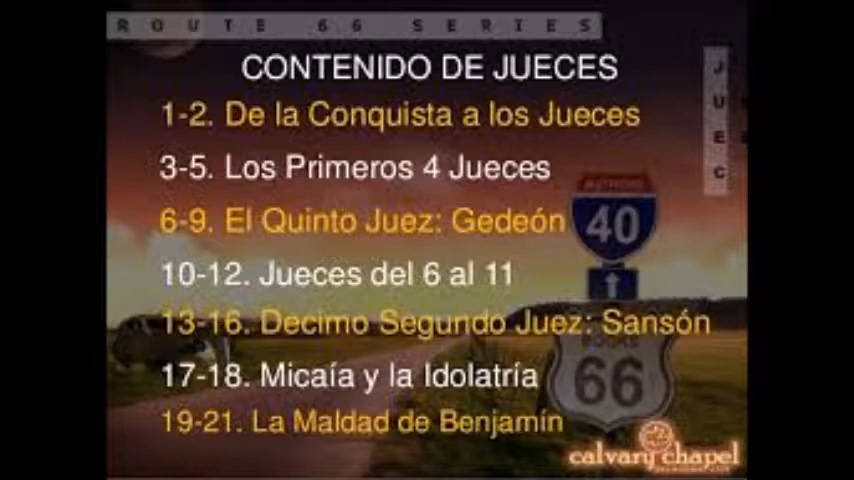 ROUTE 66 SERIES
CONTENIDO DE JUECES
1-2. De la Conquista a los Jueces
3-5. Los Primeros 4 Jueces
6-9. El Quinto Juez: Gedeón
10-12. Jueces del 6 al 11
13-16. Decimo Segundo Juez: Sansón
17-18. Micaía y la Idolatría
19-21. La Maldad de Benjamín
JUEC
40
66
calvary chapel